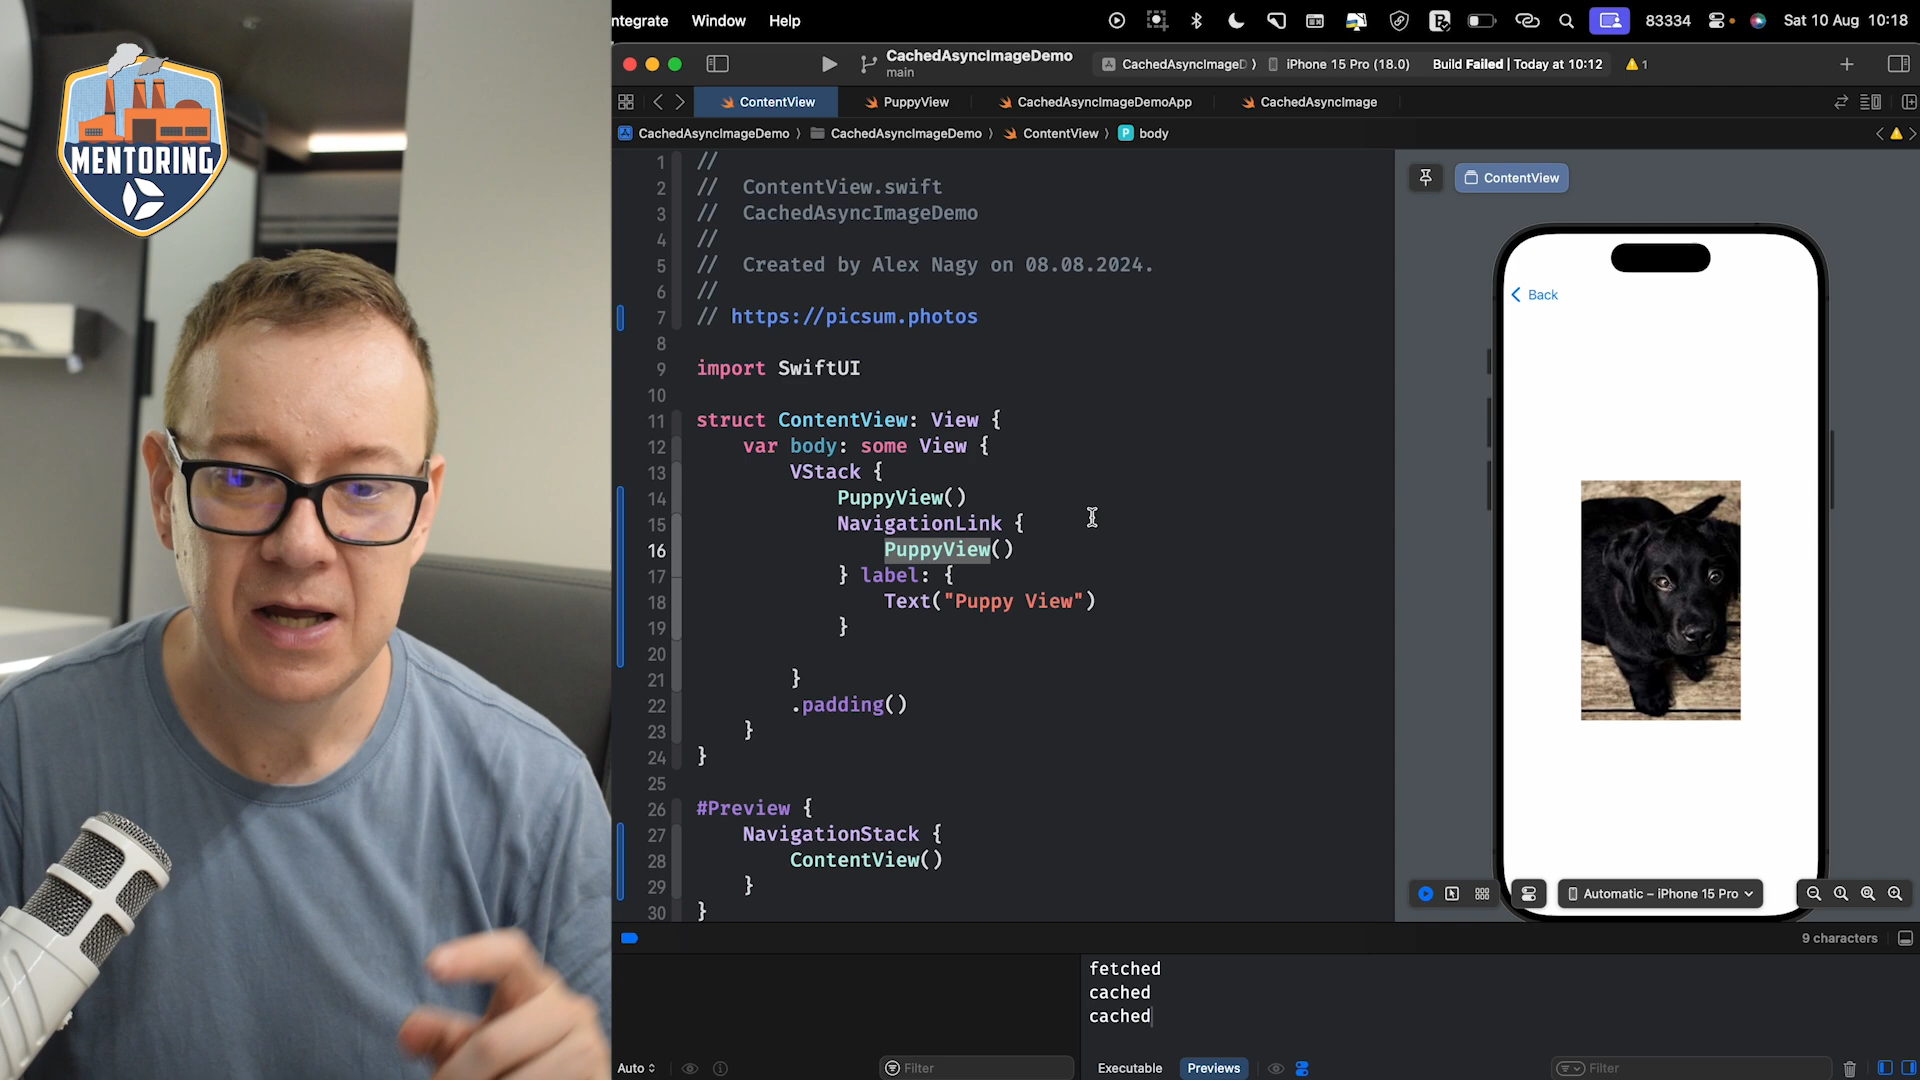 ntegrate Window Help 83334 Sat 10 Aug 10:18
MENTORING
CachedAsyncImageDemo
main
CachedAsyncImageD iPhone 15 Pro (18.0) Build Failed | Today at 10:12 1
ContentView PuppyView CachedAsyncImageDemoApp CachedAsyncImage
CachedAsyncImageDemo CachedAsyncImageDemo ContentView P body
1 //
2 // ContentView.swift
3 // CachedAsyncImageDemo
4 //
5 // Created by Alex Nagy on 08.08.2024.
6 //
7 // https://picsum.photos
8
9 import SwiftUI
10
11 struct ContentView: View {
12 var body: some View {
13 VStack {
14 PuppyView()
15 NavigationLink {
16 PuppyView()
17 } label: {
18 Text("Puppy View")
19 }
20
21 }
22 .padding()
23 }
24 }
25
26 #Preview {
27 NavigationStack {
28 ContentView()
29 }
30 }
ContentView
Back
Automatic – iPhone 15 Pro
9 characters
fetched
cached
cached
Auto Filter Executable Previews Filter